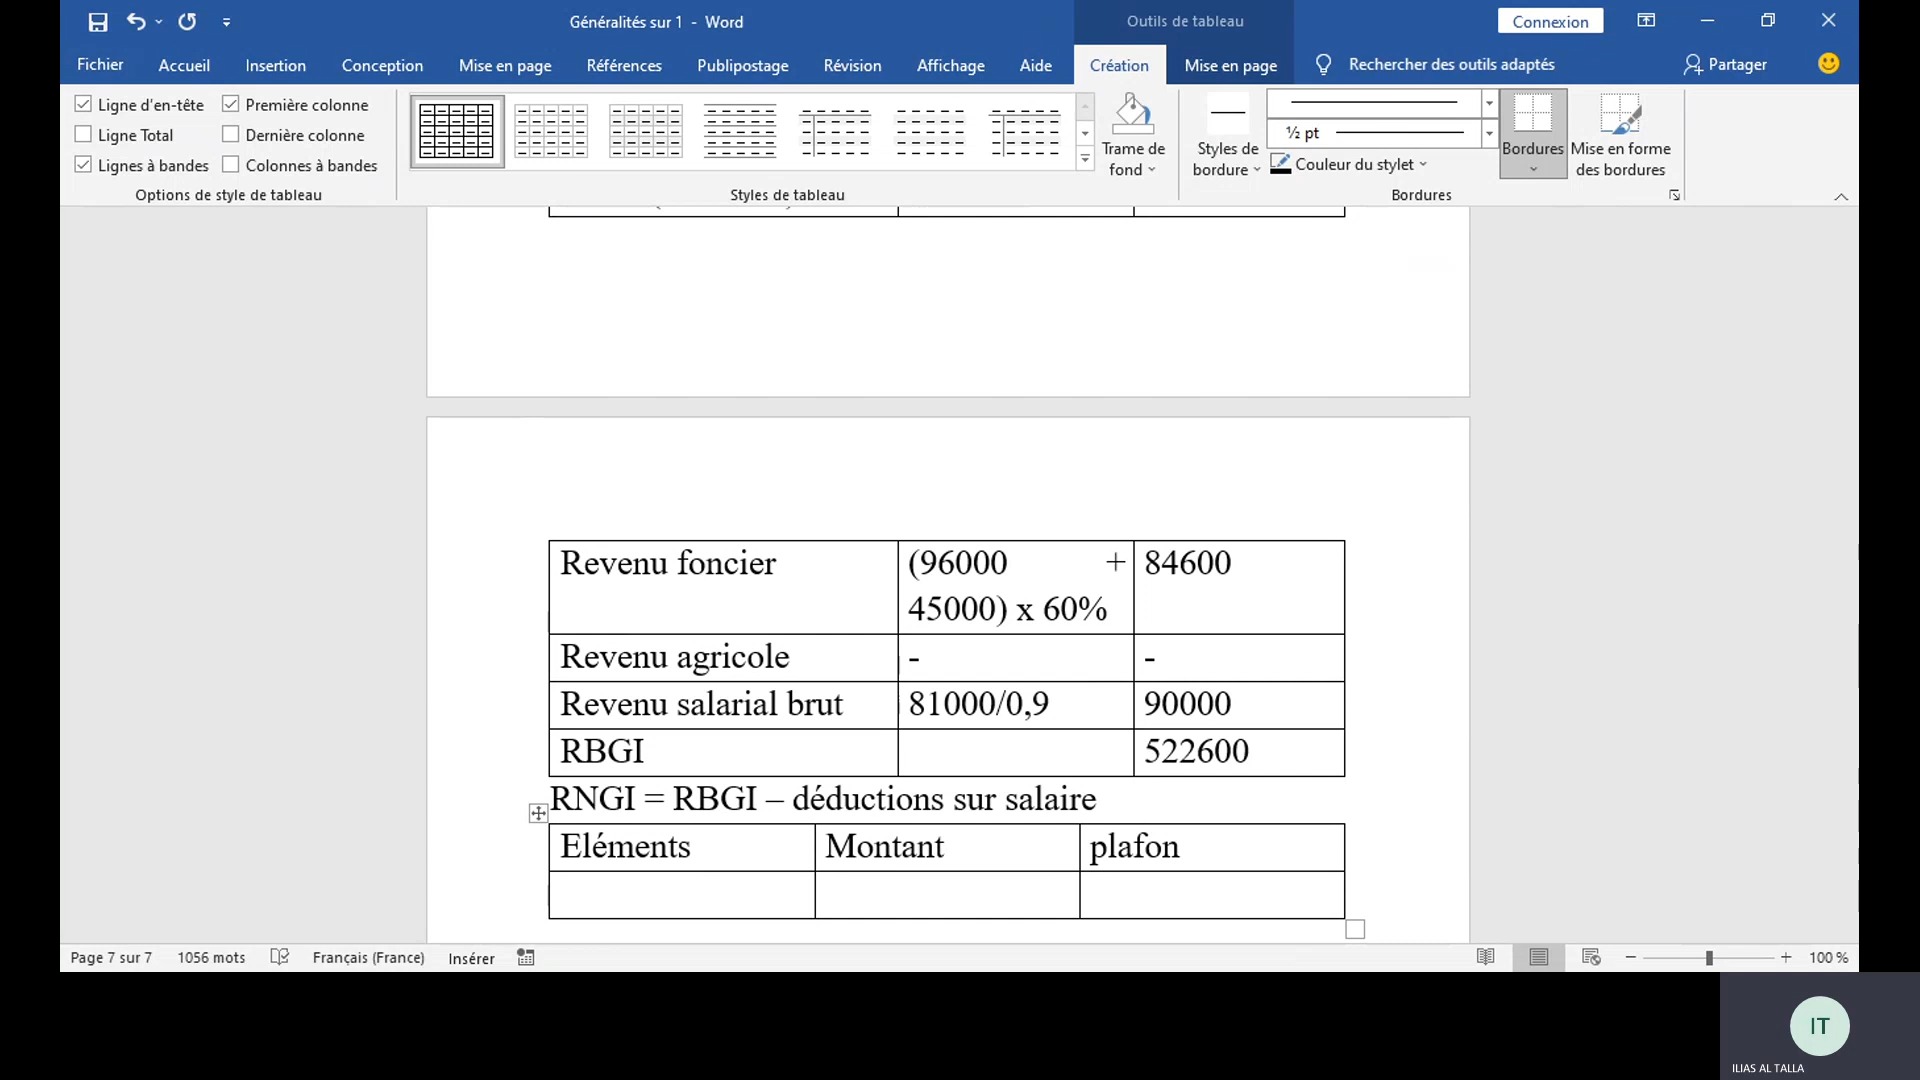 Généralités sur 1 - Word
Outils de tableau
Connexion
Fichier
Accueil
Insertion
Conception
Mise en page
Références
Publipostage
Révision
Affichage
Aide
Création
Mise en page
Rechercher des outils adaptés
Partager
Ligne d'en-tête
Première colonne
Ligne Total
Dernière colonne
Lignes à bandes
Colonnes à bandes
Options de style de tableau
Styles de tableau
Trame de
fond
Styles de
bordure
½ pt
Couleur du stylet
Bordures
Mise en forme
des bordures
Bordures
Revenu foncier
(96000 +
45000) x 60%
84600
Revenu agricole
-
-
Revenu salarial brut
81000/0,9
90000
RBGI
522600
RNGI = RBGI – déductions sur salaire
Eléments
Montant
plafon
Page 7 sur 7
1056 mots
Français (France)
Insérer
100 %
IT
ILIAS AL TALLA